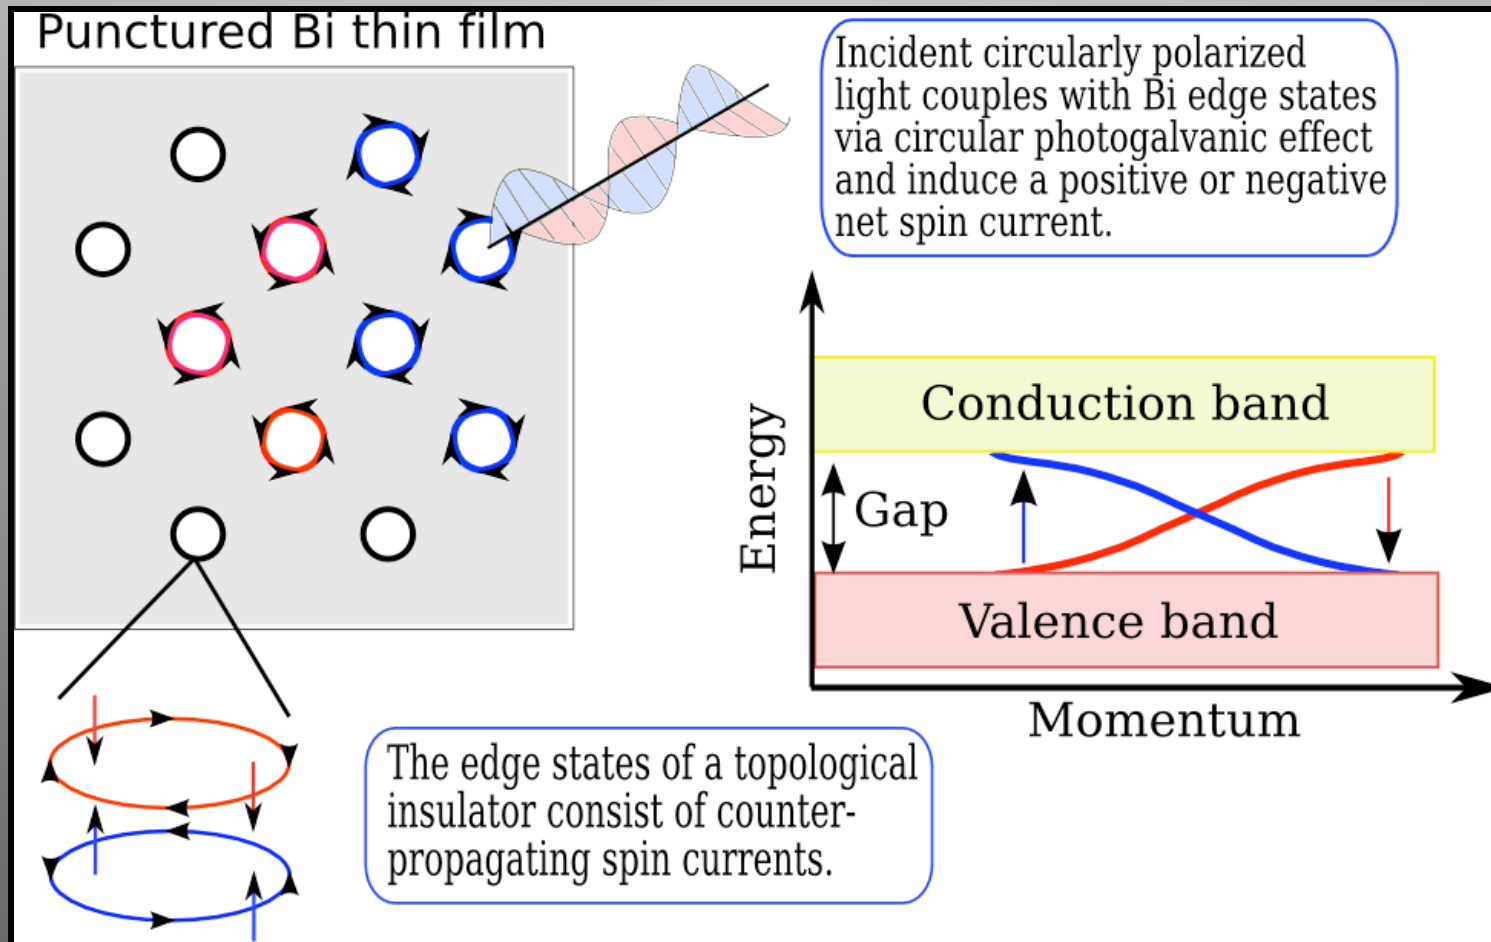 Punctured Bi thin film
Incident circularly polarized
light couples with Bi edge states
via circular photogalvanic effect
and induce a positive or negative
net spin current.
Conduction band
Energy
Gap
Valence band
Momentum
The edge states of a topological
insulator consist of counter-
propagating spin currents.